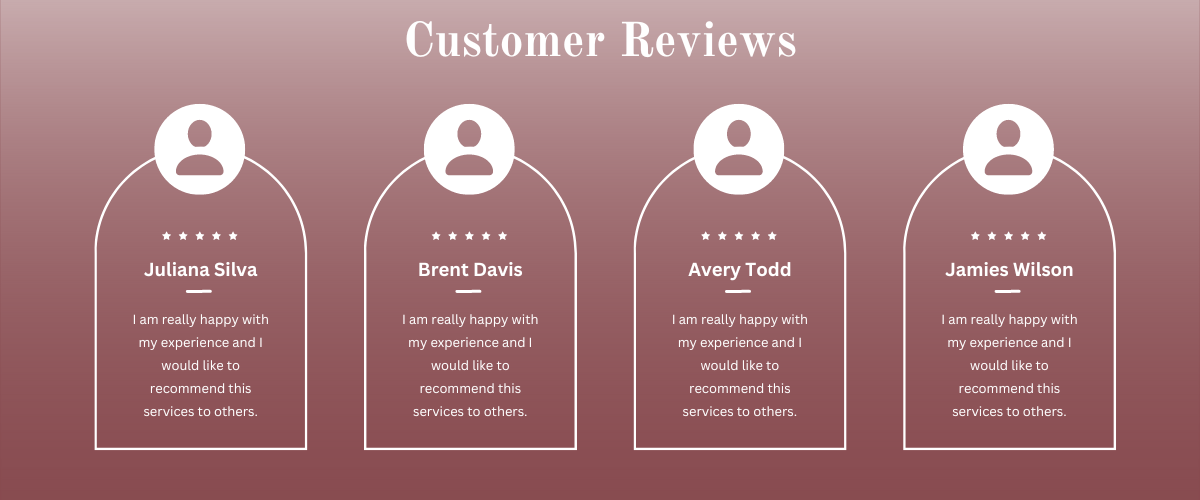 Customer Reviews
Juliana Silva
I am really happy with
my experience and I
would like to
recommend this
services to others.
Brent Davis
I am really happy with
my experience and I
would like to
recommend this
services to others.
Avery Todd
I am really happy with
my experience and I
would like to
recommend this
services to others.
Jamies Wilson
I am really happy with
my experience and I
would like to
recommend this
services to others.